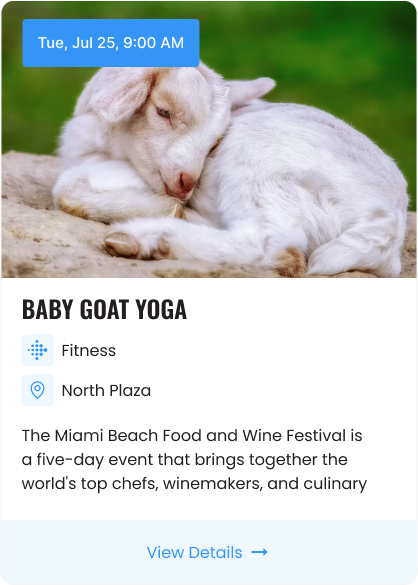 Tue, Jul 25, 9:00 AM
BABY GOAT YOGA
Fitness
North Plaza
The Miami Beach Food and Wine Festival is
a five-day event that brings together the
world's top chefs, winemakers, and culinary
View Details →